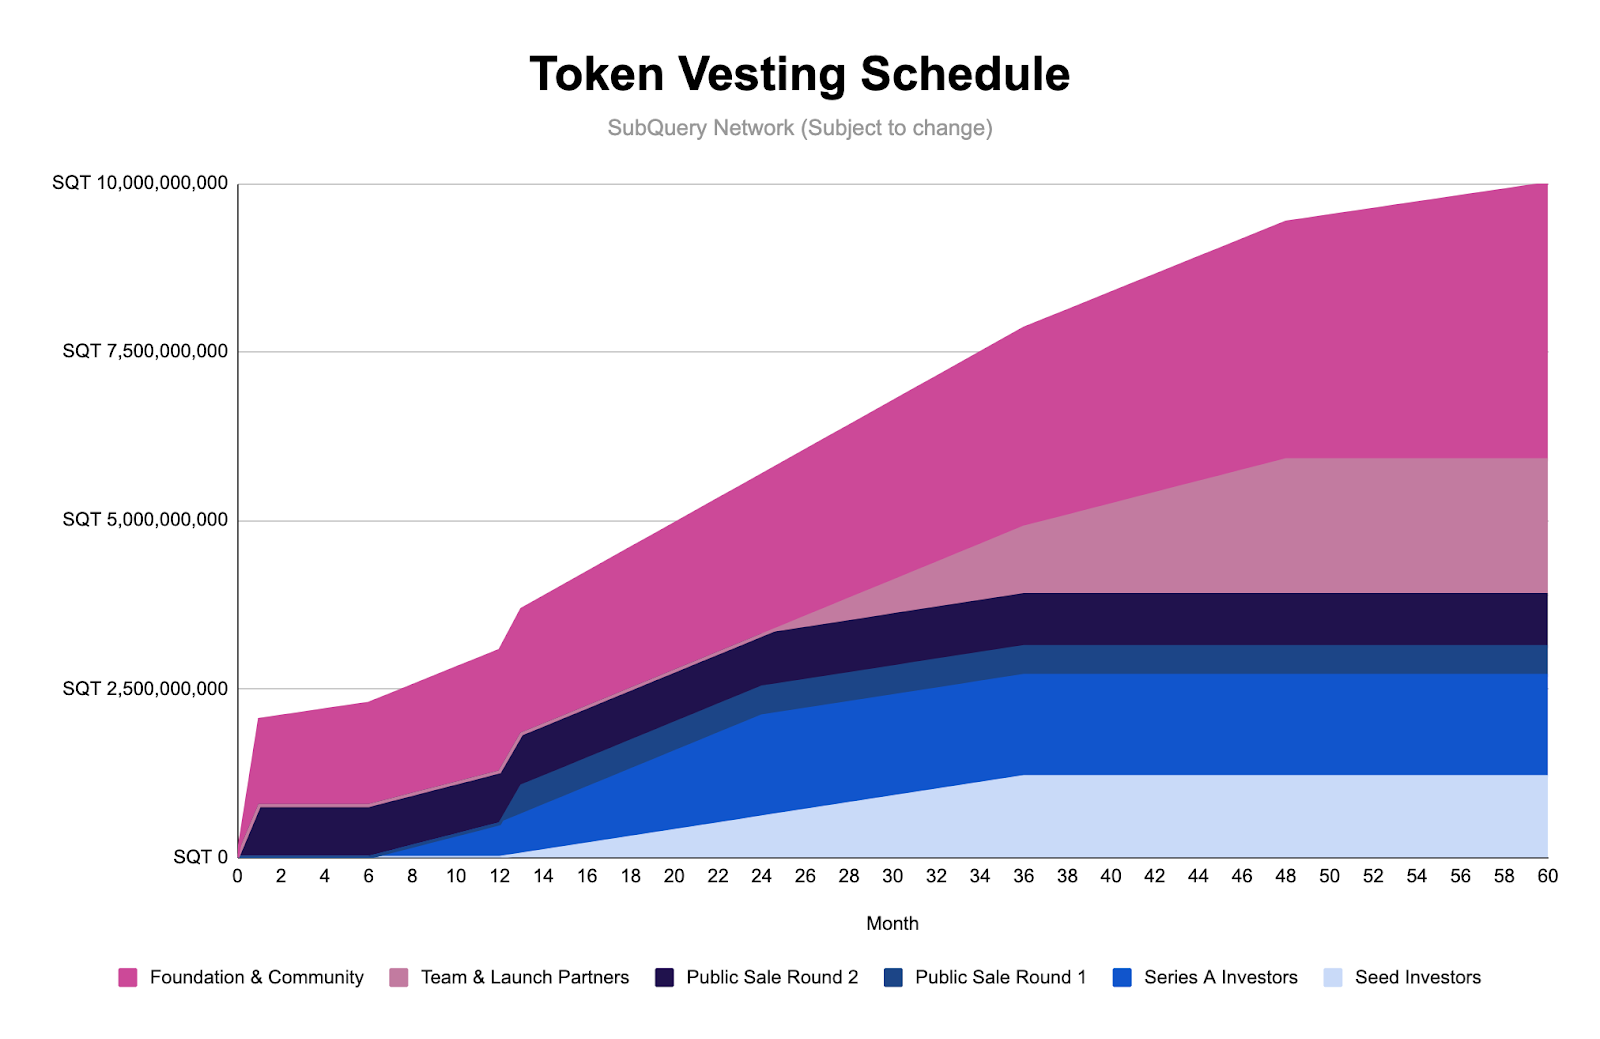 Token Vesting Schedule
SubQuery Network (Subject to change)
SQT 10,000,000,000
SQT 7,500,000,000
SQT 5,000,000,000
SQT 2,500,000,000
SQT 0
0 2 4 6 8 10 12 14 16 18 20 22 24 26 28 30 32 34 36 38 40 42 44 46 48 50 52 54 56 58 60
Month
Foundation & Community Team & Launch Partners Public Sale Round 2 Public Sale Round 1 Series A Investors Seed Investors